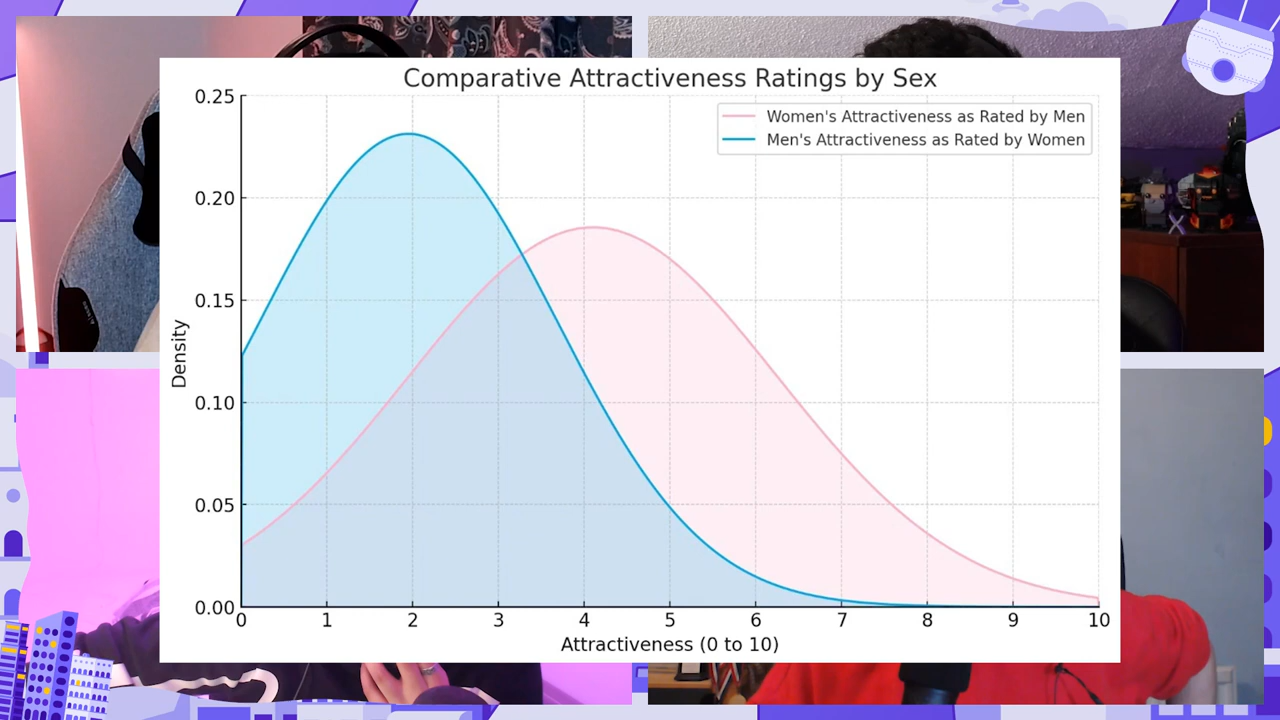 Comparative Attractiveness Ratings by Sex
Women's Attractiveness as Rated by Men
Men's Attractiveness as Rated by Women
0.25
0.20
0.15
0.10
0.05
0.00
Density
0 1 2 3 4 5 6 7 8 9 10
Attractiveness (0 to 10)